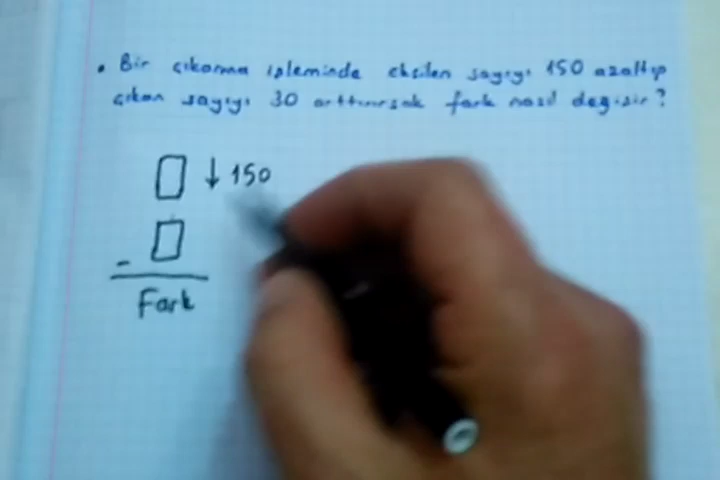 • Bir çıkarma işleminde eksilen sayıyı 150 azaltıp
çıkan sayıyı 30 arttırırsak fark nasıl değişir?
↓ 150
-
Fark